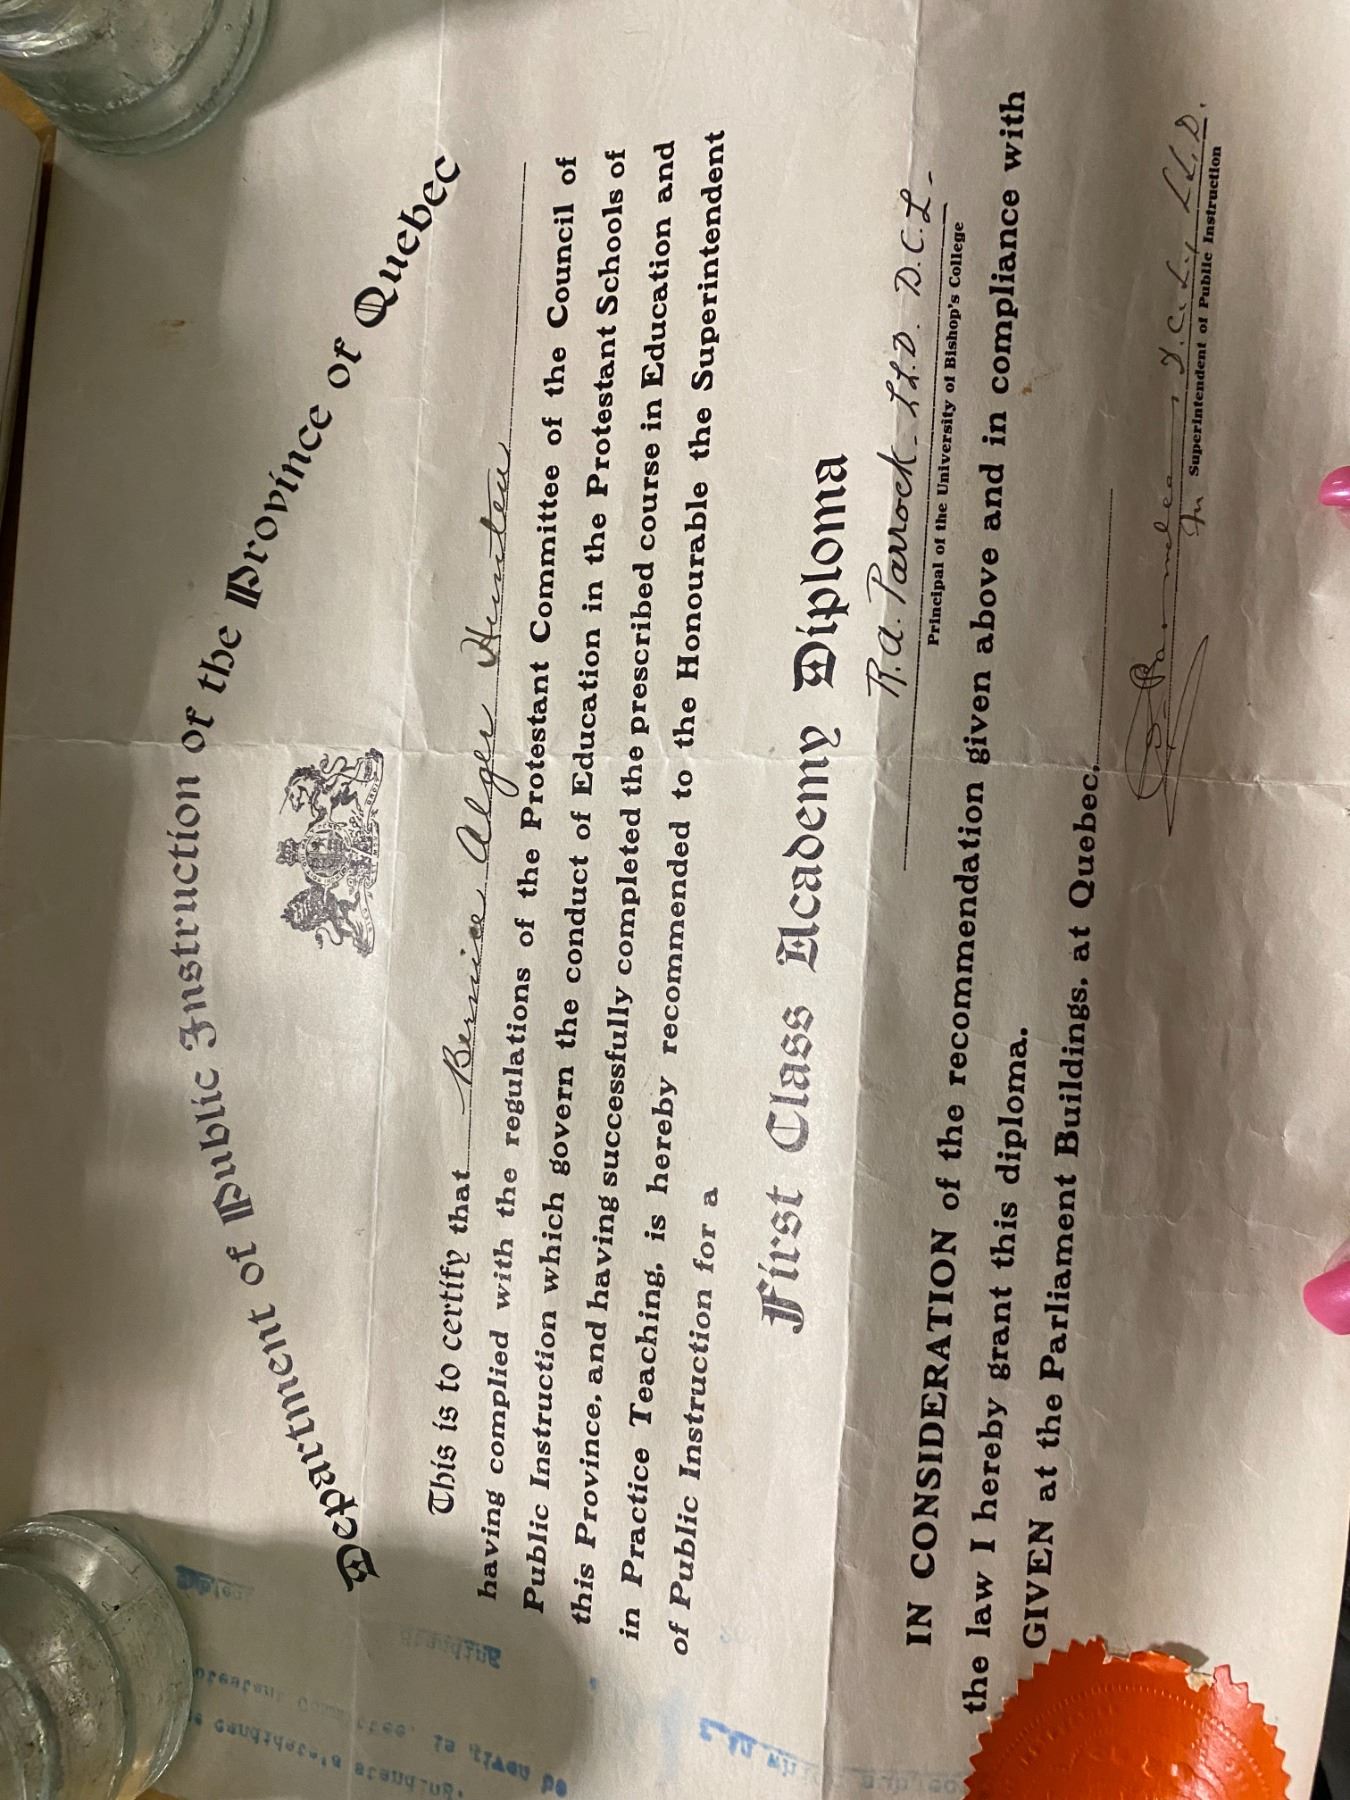 Department of Public Instruction of the Province of Quebec
This is to certify that Bernice Alger Hunter
having complied with the regulations of the Protestant Committee of the Council of
Public Instruction which govern the conduct of Education in the Protestant Schools of
this Province, and having successfully completed the prescribed course in Education and
in Practice Teaching, is hereby recommended to the Honourable the Superintendent
of Public Instruction for a
First Class Academy Diploma
R.A. Parrock - LL.D. D.C.L.
Principal of the University of Bishop's College
IN CONSIDERATION of the recommendation given above and in compliance with
the law I hereby grant this diploma.
GIVEN at the Parliament Buildings, at Quebec,
G. W. Parmelee, D.C.L., LL.D.
For Superintendent of Public Instruction